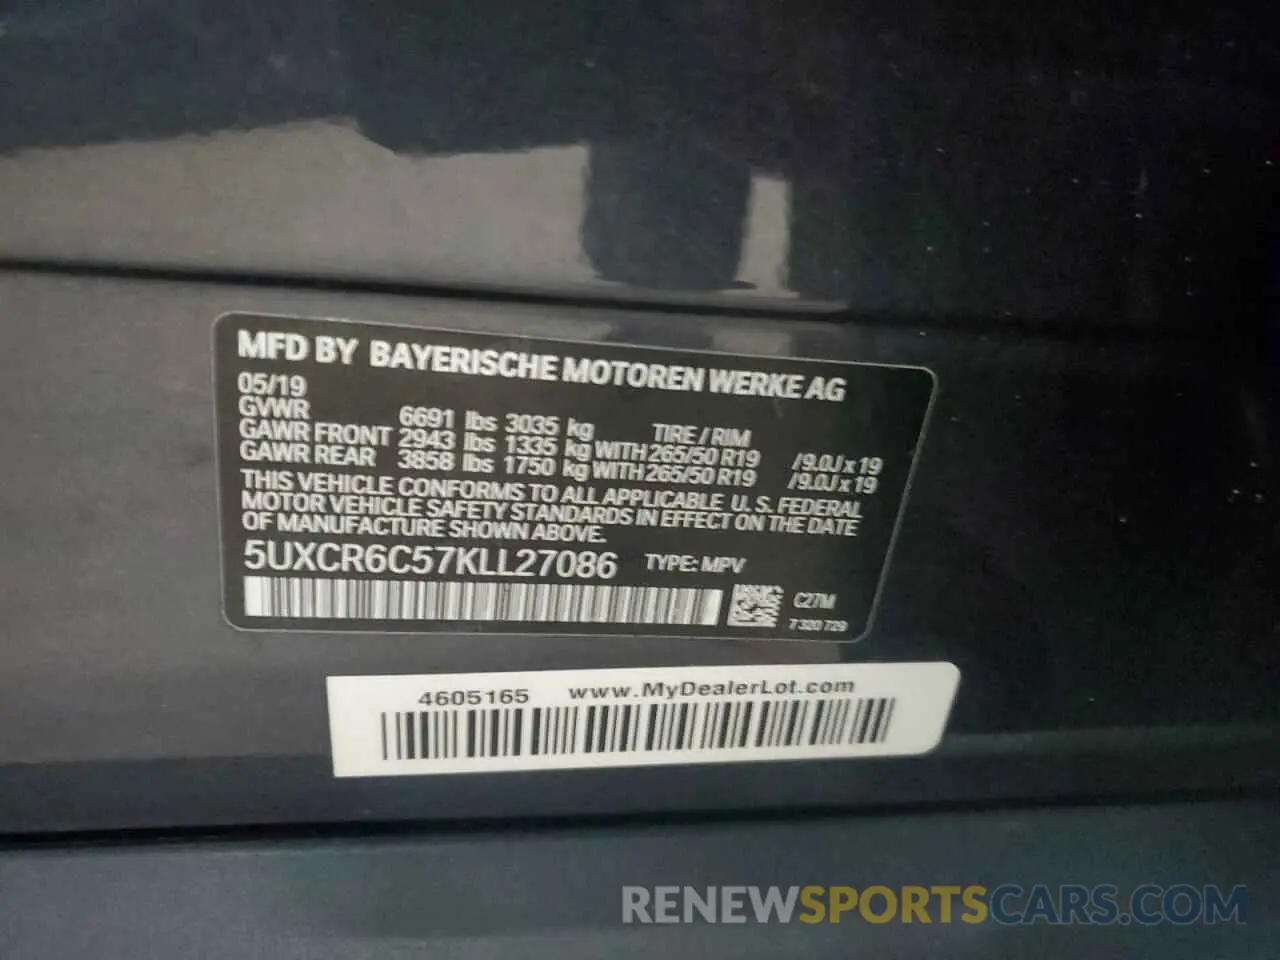 MFD BY BAYERISCHE MOTOREN WERKE AG
05/19
GVWR 6691 lbs 3035 kg TIRE / RIM
GAWR FRONT 2943 lbs 1335 kg WITH 265/50 R19 /9.0J x 19
GAWR REAR 3858 lbs 1750 kg WITH 265/50 R19 /9.0J x 19
THIS VEHICLE CONFORMS TO ALL APPLICABLE U. S. FEDERAL
MOTOR VEHICLE SAFETY STANDARDS IN EFFECT ON THE DATE
OF MANUFACTURE SHOWN ABOVE.
5UXCR6C57KLL27086 TYPE: MPV
C27M
7 320 729
4605165 www.MyDealerLot.com
RENEWSPORTSCARS.COM